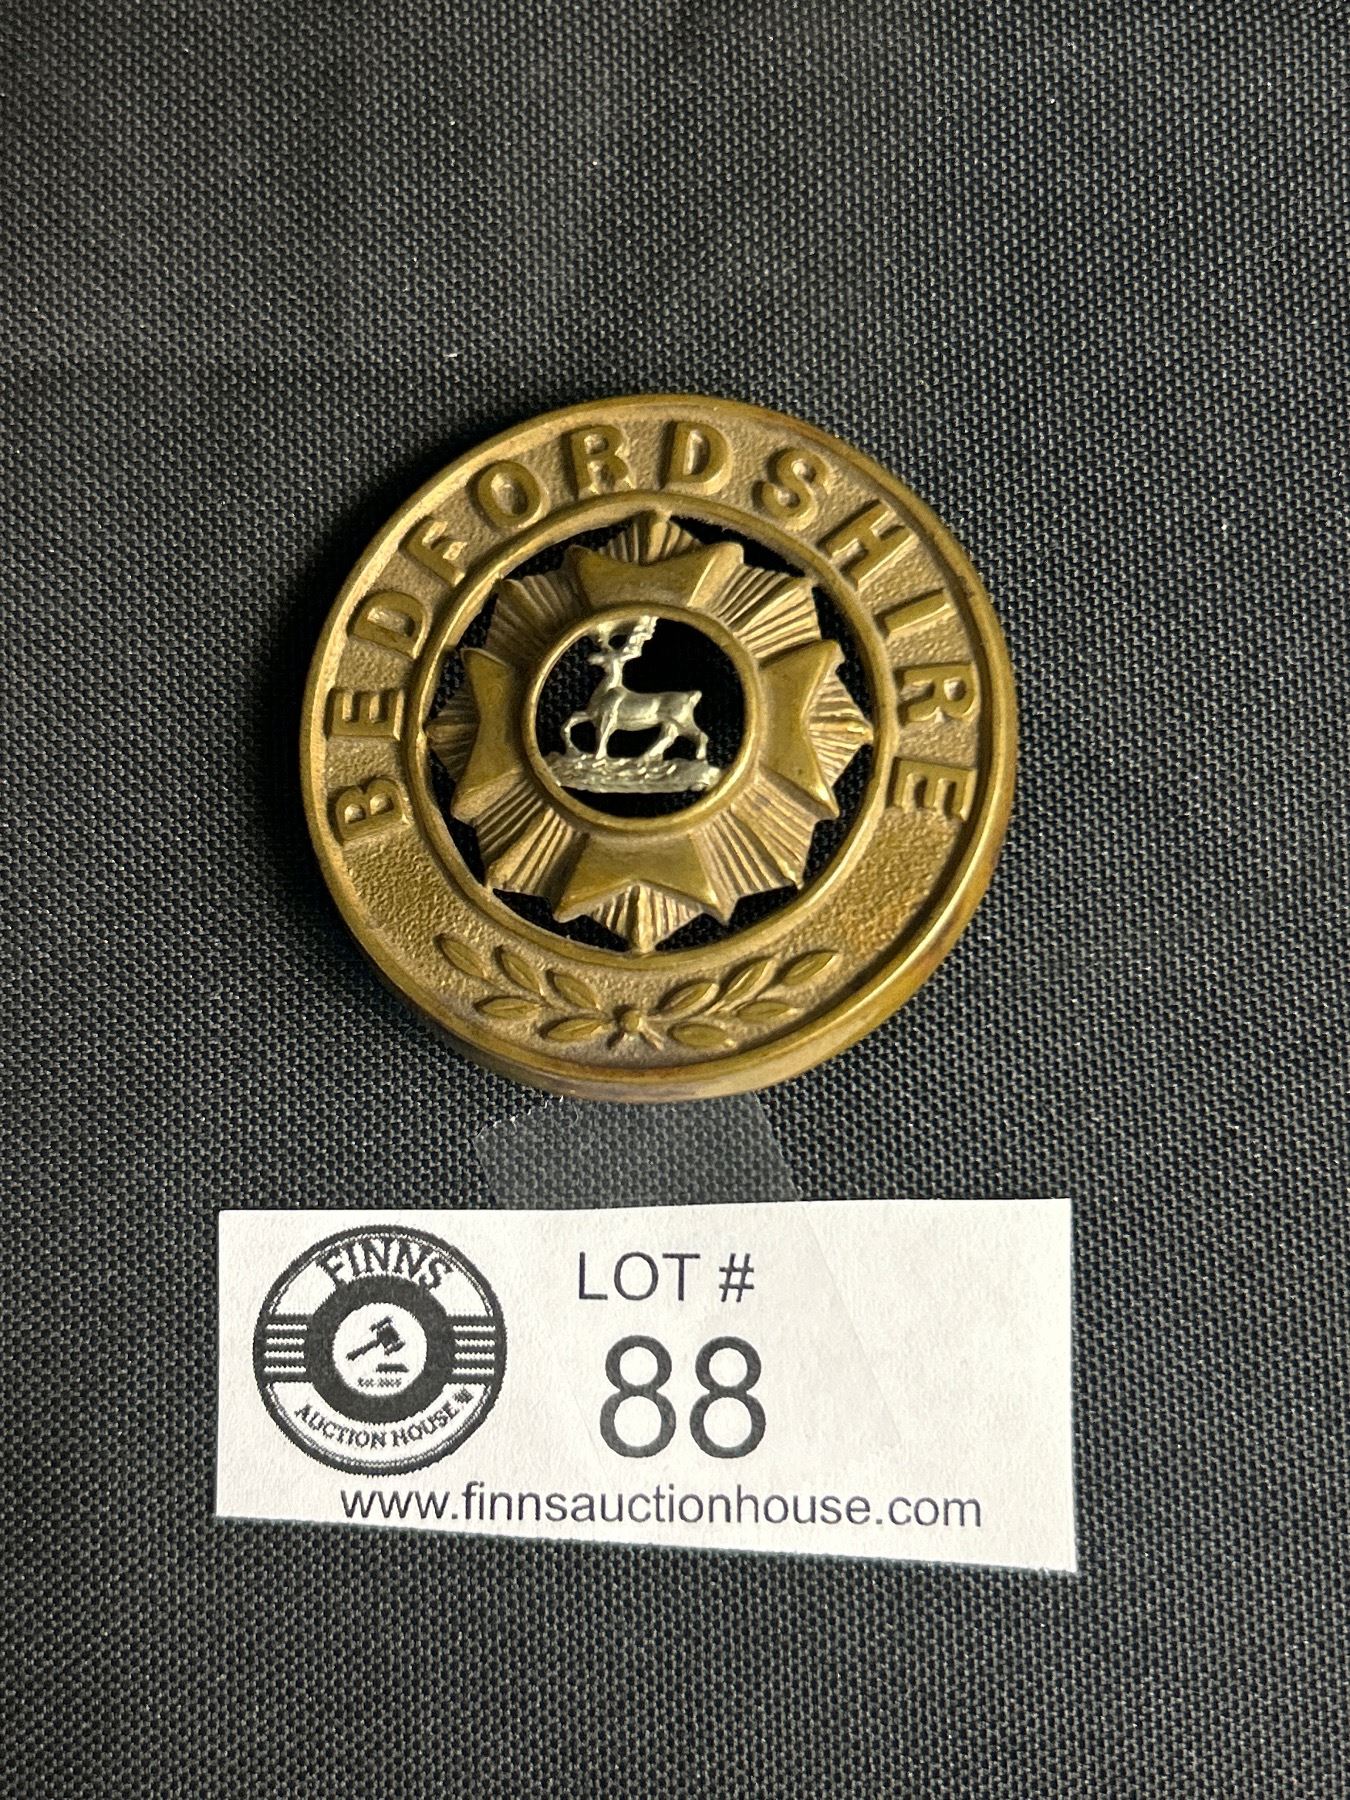 BEDFORDSHIRE
FINNS
AUCTION HOUSE
LOT #
88
www.finnsauctionhouse.com